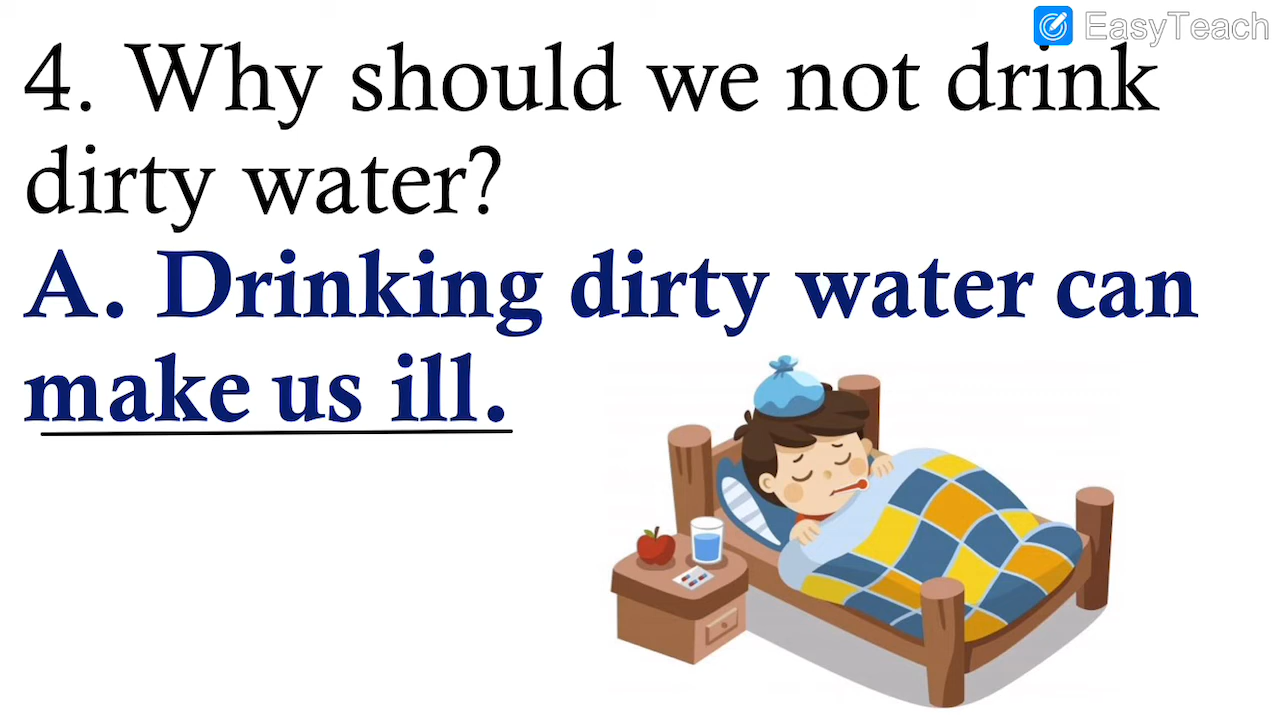 EasyTeach
4. Why should we not drink
dirty water?
A. Drinking dirty water can
make us ill.